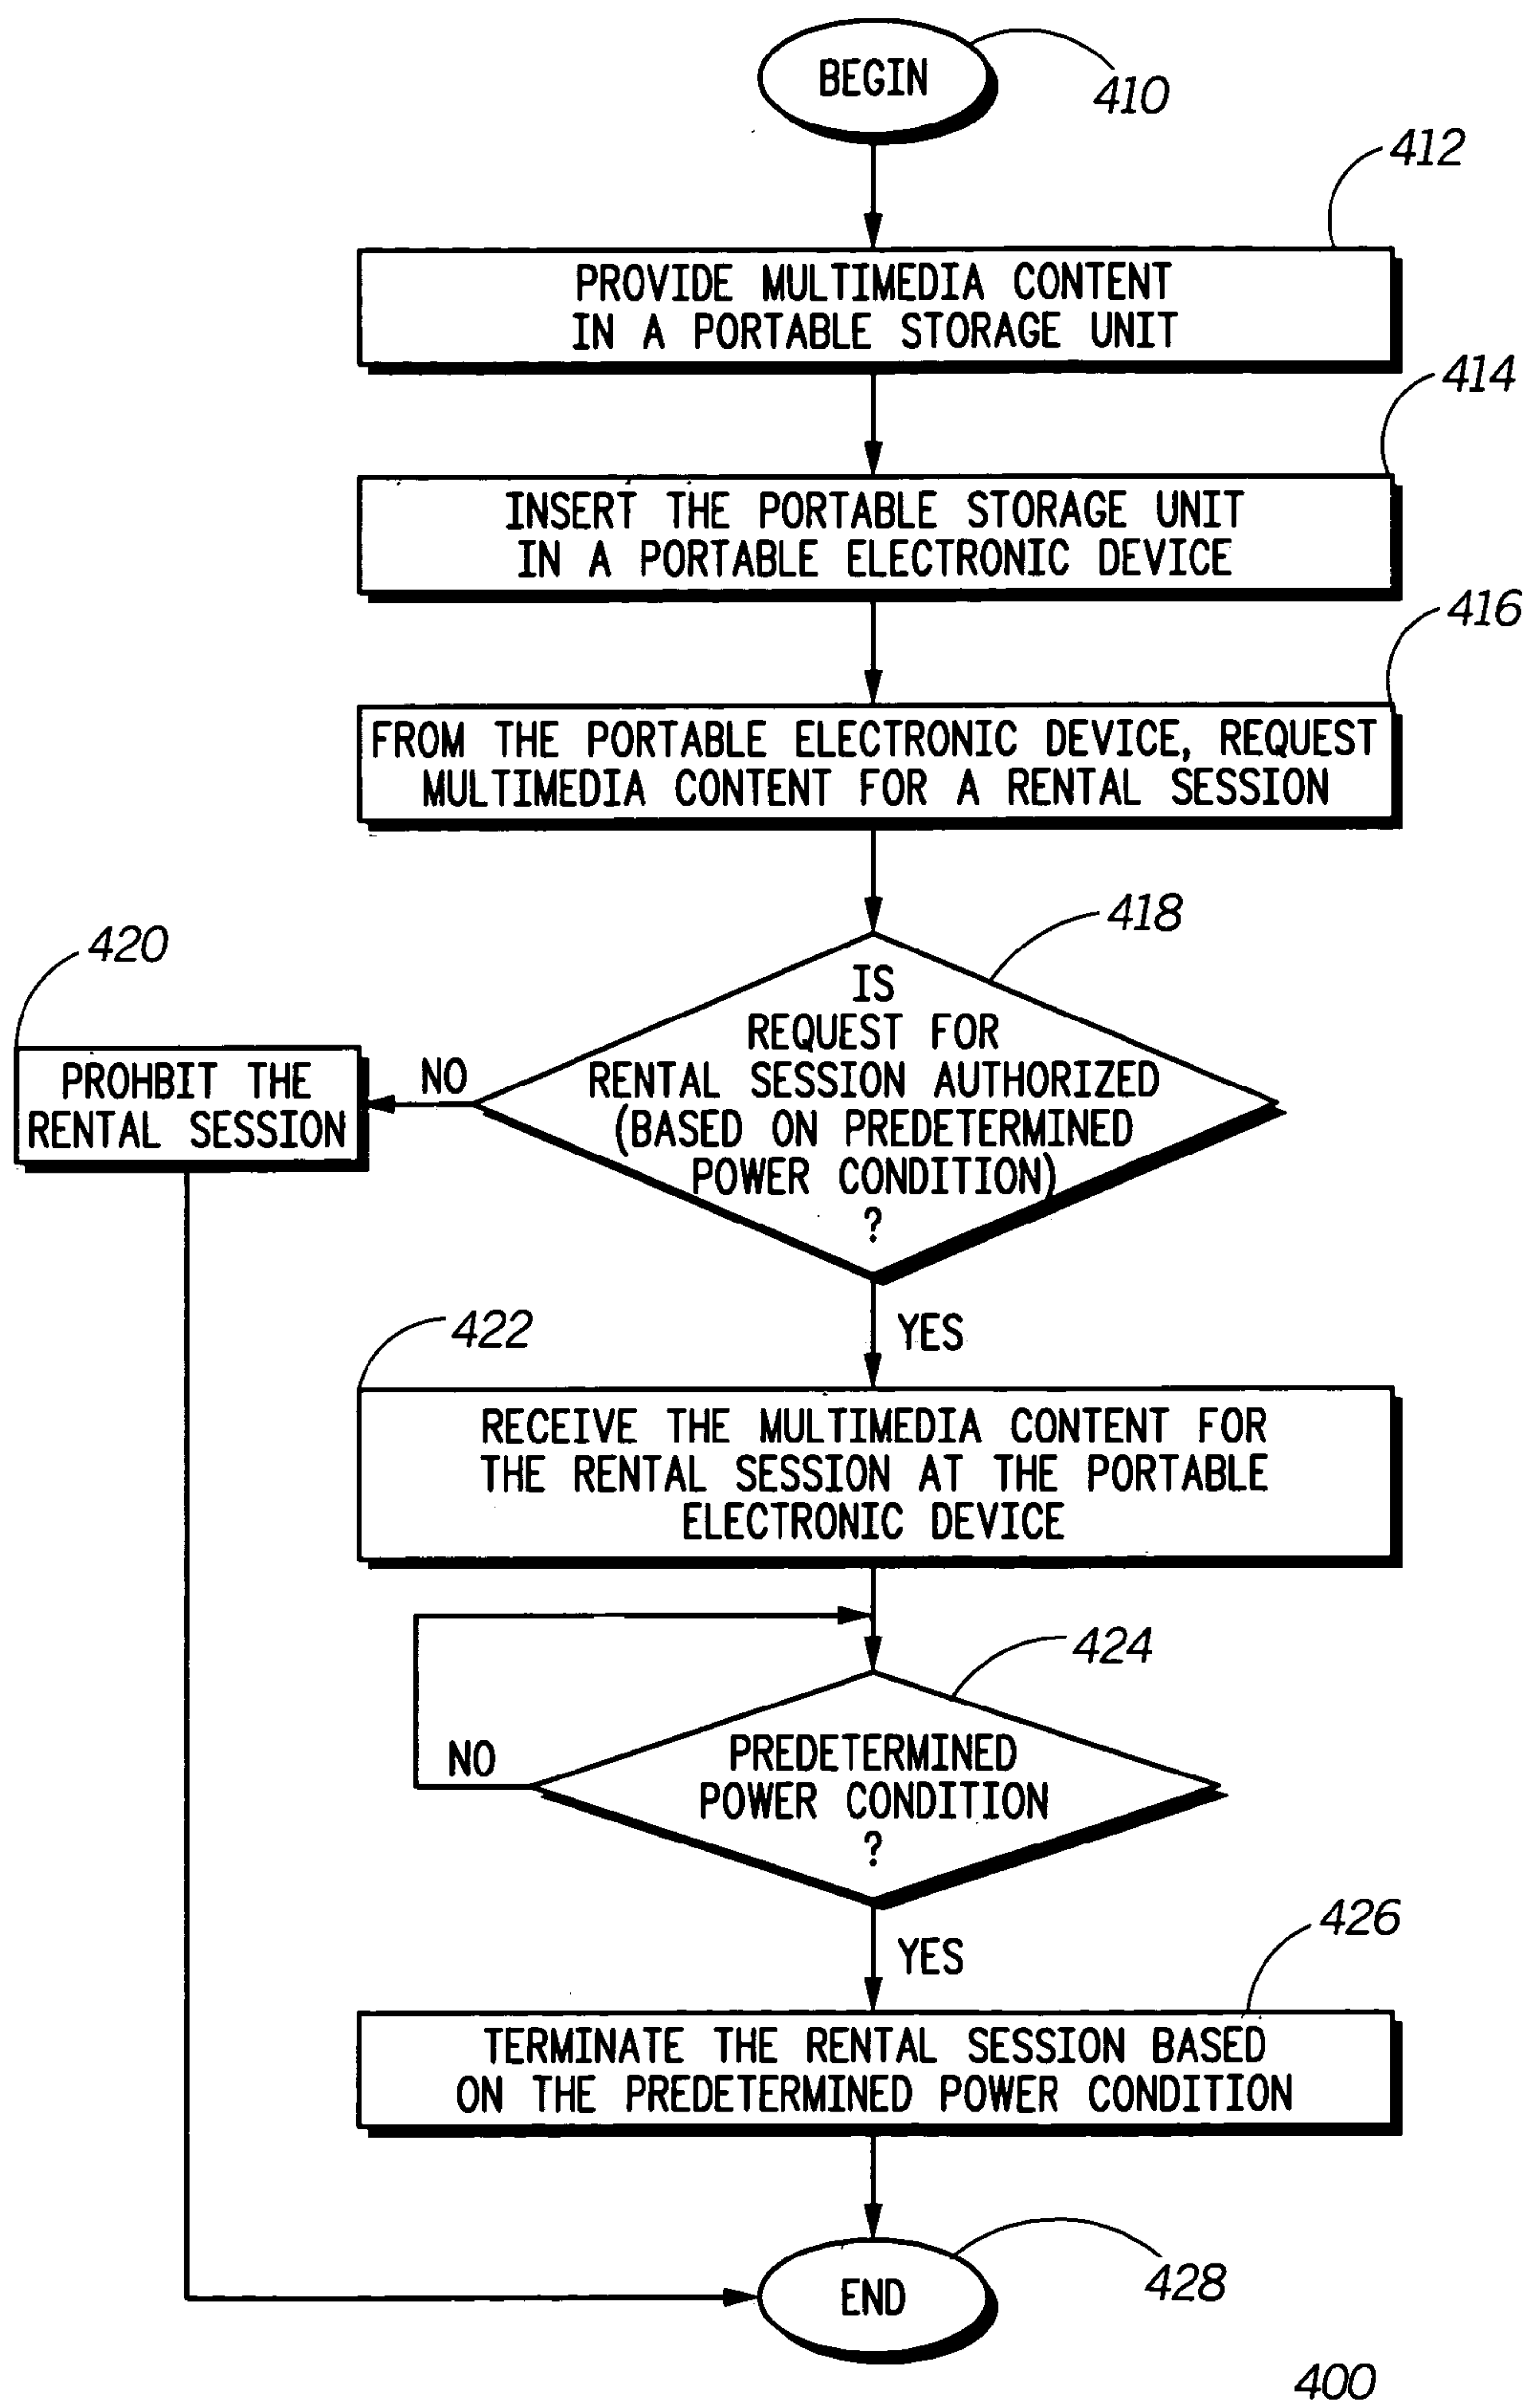 BEGIN
410
412
PROVIDE MULTIMEDIA CONTENT
IN A PORTABLE STORAGE UNIT
414
INSERT THE PORTABLE STORAGE UNIT
IN A PORTABLE ELECTRONIC DEVICE
416
FROM THE PORTABLE ELECTRONIC DEVICE, REQUEST
MULTIMEDIA CONTENT FOR A RENTAL SESSION
418
IS
REQUEST FOR
RENTAL SESSION AUTHORIZED
(BASED ON PREDETERMINED
POWER CONDITION)
?
420
NO
PROHBIT THE
RENTAL SESSION
YES
422
RECEIVE THE MULTIMEDIA CONTENT FOR
THE RENTAL SESSION AT THE PORTABLE
ELECTRONIC DEVICE
424
PREDETERMINED
POWER CONDITION
?
NO
YES
426
TERMINATE THE RENTAL SESSION BASED
ON THE PREDETERMINED POWER CONDITION
END
428
400